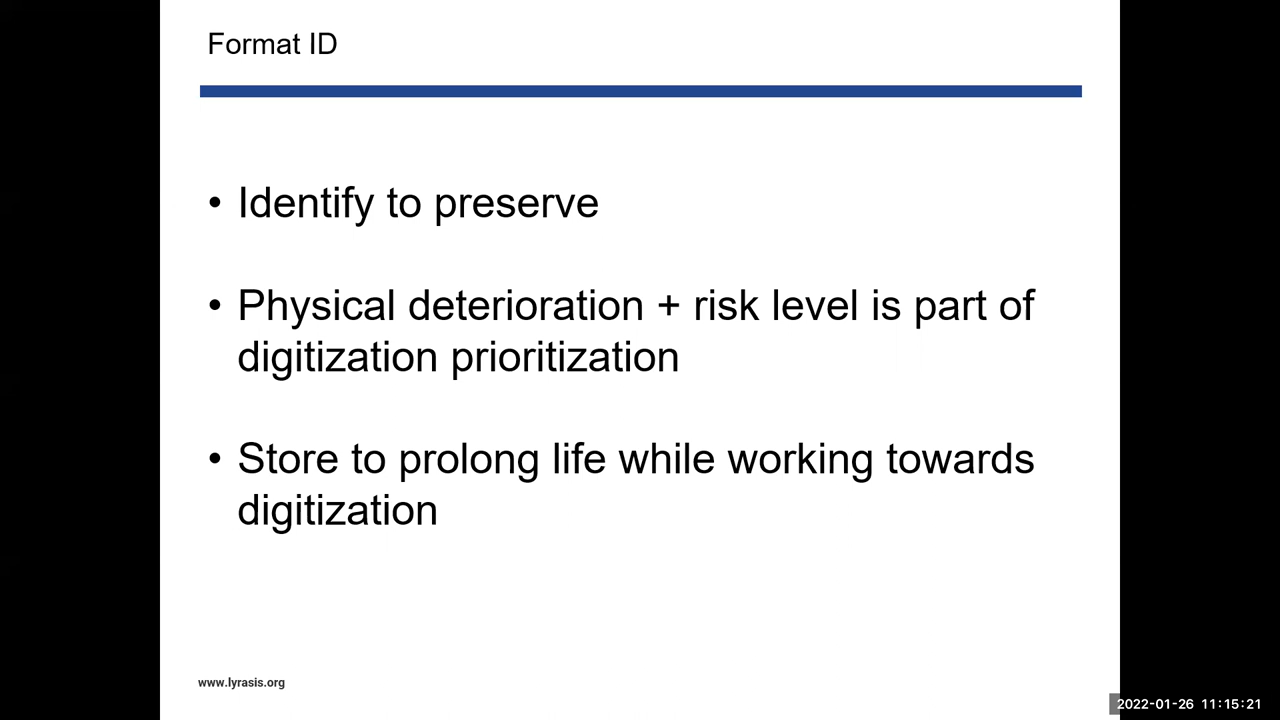 Format ID
• Identify to preserve
• Physical deterioration + risk level is part of
digitization prioritization
• Store to prolong life while working towards
digitization
www.lyrasis.org
2022-01-26 11:15:21